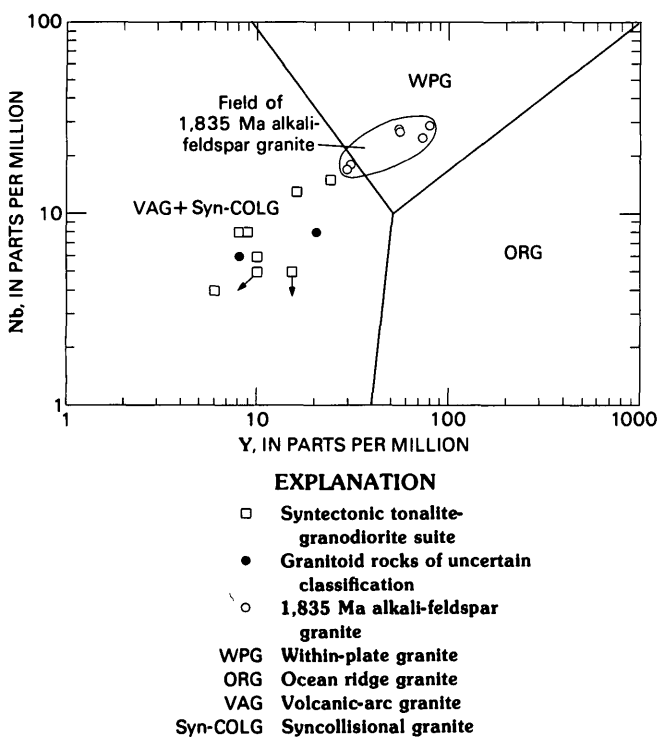 100
WPG
Field of
1,835 Ma alkali-
feldspar granite
VAG+Syn-COLG
10
ORG
Nb, IN PARTS PER MILLION
1
1
10
100
1000
Y, IN PARTS PER MILLION
EXPLANATION
Syntectonic tonalite-
granodiorite suite
Granitoid rocks of uncertain
classification
1,835 Ma alkali-feldspar
granite
WPG Within-plate granite
ORG Ocean ridge granite
VAG Volcanic-arc granite
Syn-COLG Syncollisional granite